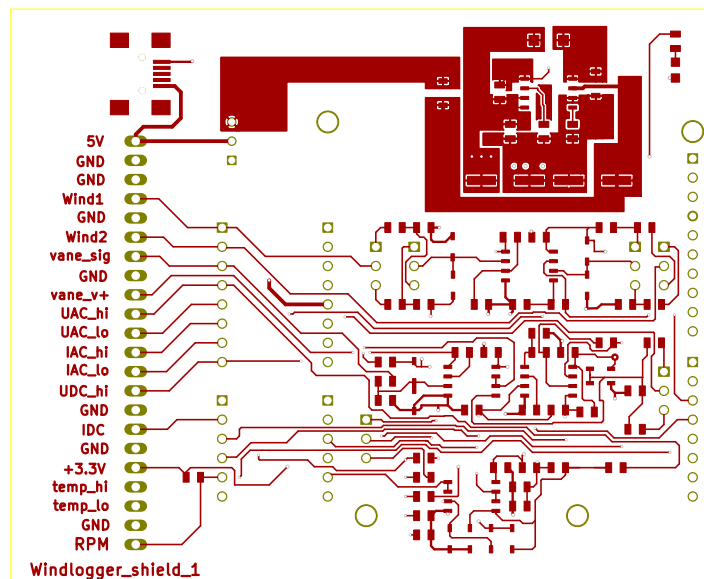 5V
GND
GND
Wind1
GND
Wind2
vane_sig
GND
vane_v+
UAC_hi
UAC_lo
IAC_hi
IAC_lo
UDC_hi
GND
IDC
GND
+3.3V
temp_hi
temp_lo
GND
RPM
Windlogger_shield_1